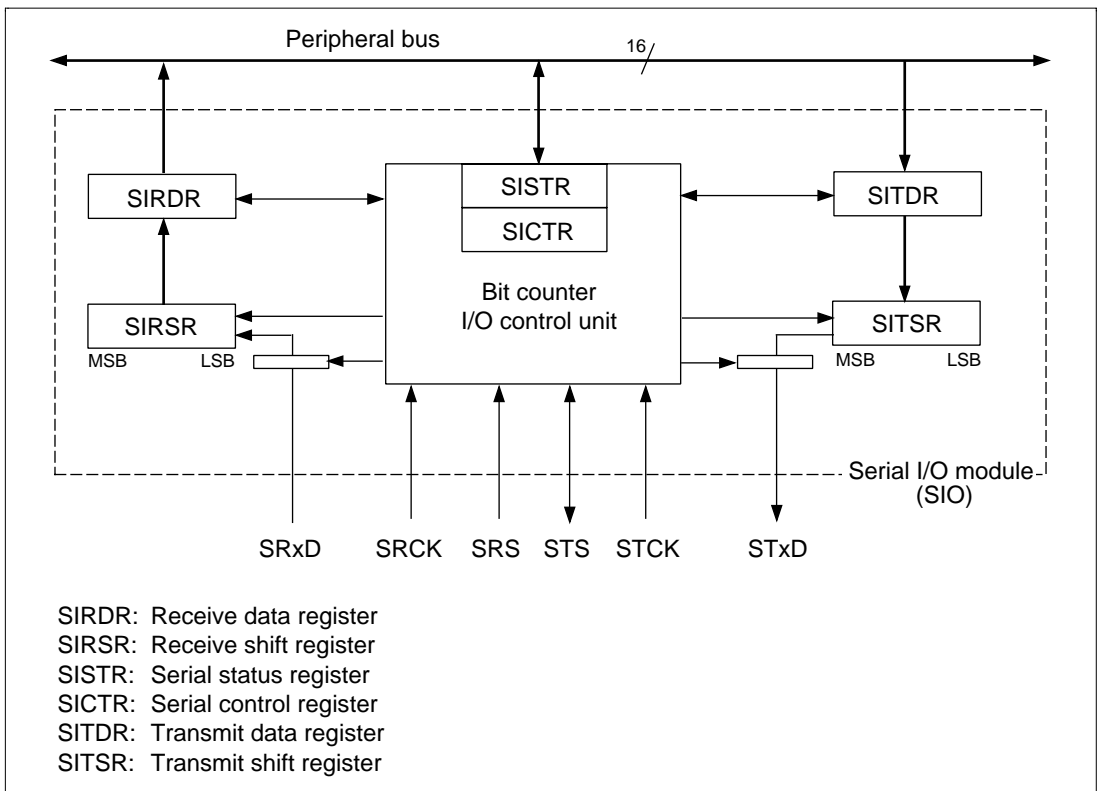 Peripheral bus
16
SIRDR
SISTR
SITDR
SICTR
Bit counter
I/O control unit
SIRSR
SITSR
MSB LSB
MSB LSB
Serial I/O module
(SIO)
SRxD SRCK SRS STS STCK STxD
SIRDR: Receive data register
SIRSR: Receive shift register
SISTR: Serial status register
SICTR: Serial control register
SITDR: Transmit data register
SITSR: Transmit shift register